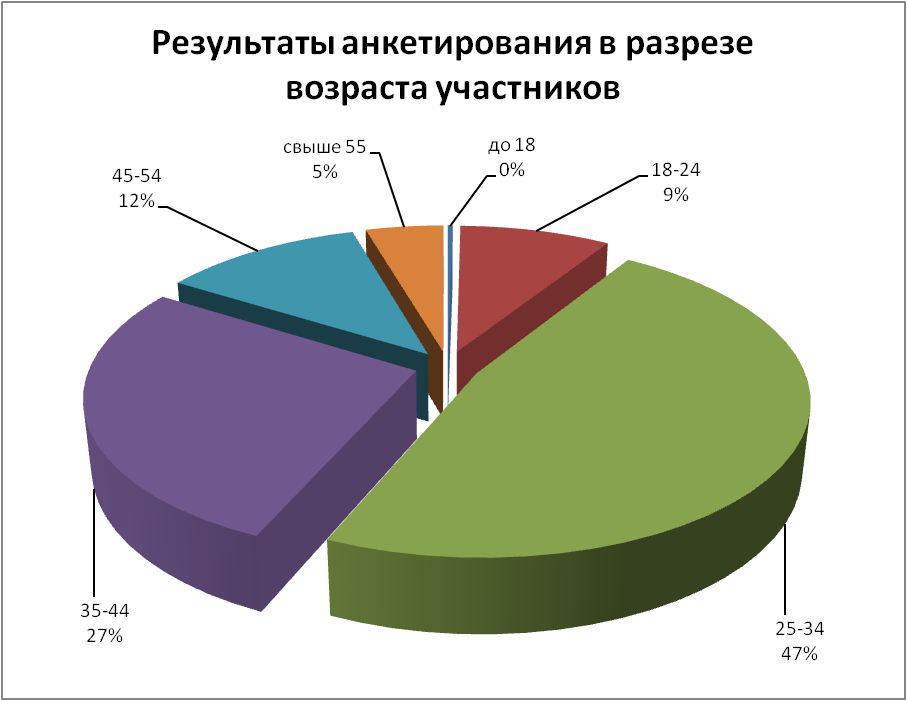 Результаты анкетирования в разрезе
возраста участников
до 18
0%
18-24
9%
25-34
47%
35-44
27%
45-54
12%
свыше 55
5%